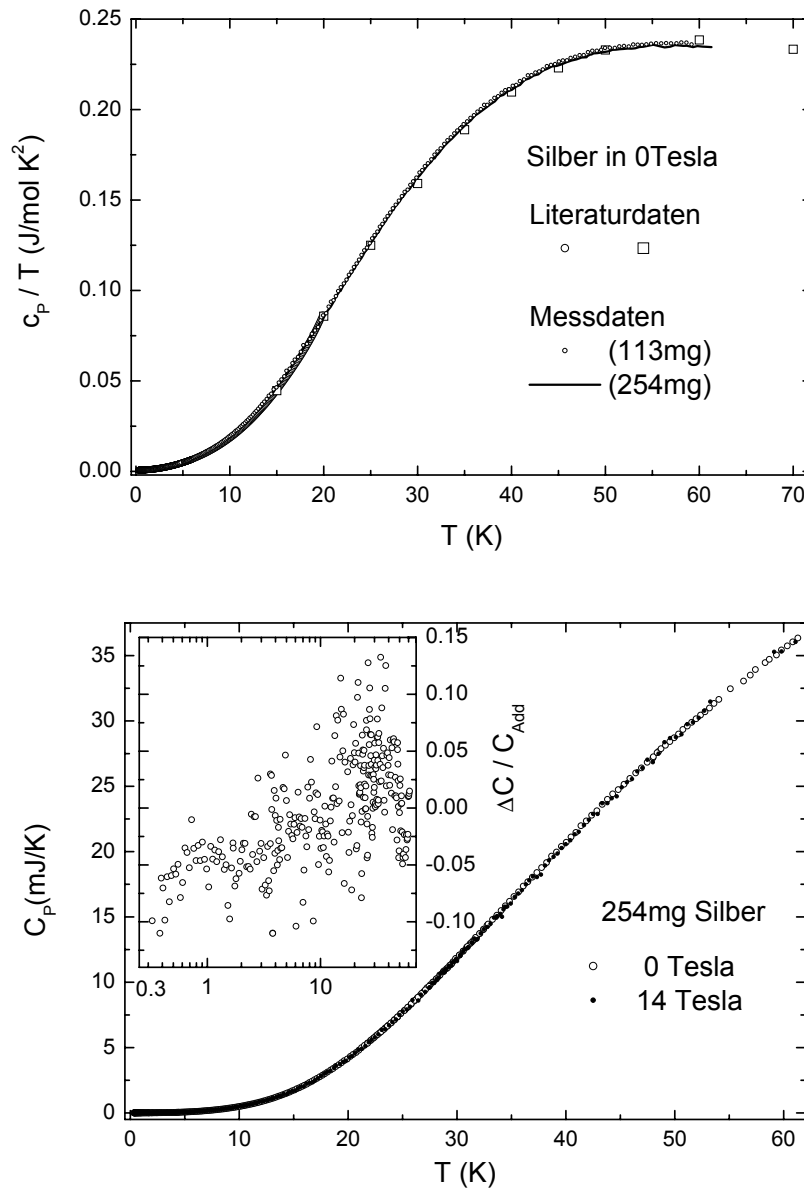 0.25
0.20
0.15
0.10
0.05
0.00
c_P / T (J/mol K²)
Silber in 0Tesla
Literaturdaten
Messdaten
(113mg)
(254mg)
0 10 20 30 40 50 60 70
T (K)
35
30
25
20
15
10
5
0
C_P(mJ/K)
0.15
0.10
0.05
0.00
-0.05
-0.10
ΔC / C_Add
0.3 1 10
254mg Silber
0 Tesla
14 Tesla
0 10 20 30 40 50 60
T (K)